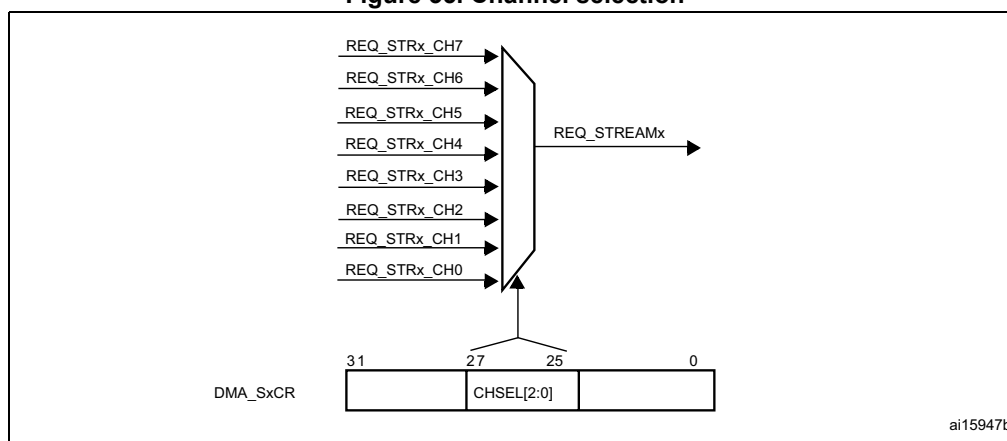 REQ_STRx_CH7
REQ_STRx_CH6
REQ_STRx_CH5
REQ_STRx_CH4
REQ_STREAMx
REQ_STRx_CH3
REQ_STRx_CH2
REQ_STRx_CH1
REQ_STRx_CH0
31 27 25 0
DMA_SxCR CHSEL[2:0]
ai15947b